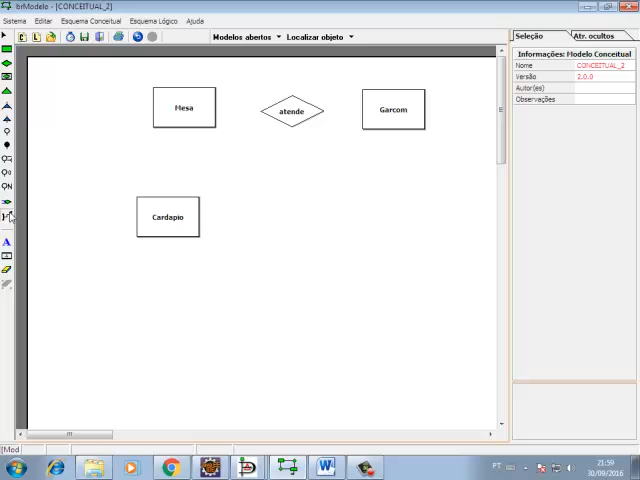 brModelo - [CONCEITUAL_2]
Sistema Editar Esquema Conceitual Esquema Lógico Ajuda
Modelos abertos Localizar objeto
Seleção Atr. ocultos
Informações: Modelo Conceitual
Nome CONCEITUAL_2
Versão 2.0.0
Autor(es)
Observações
Mesa
atende
Garcom
Cardapio
A
[Mod
PT
21:59
30/09/2016